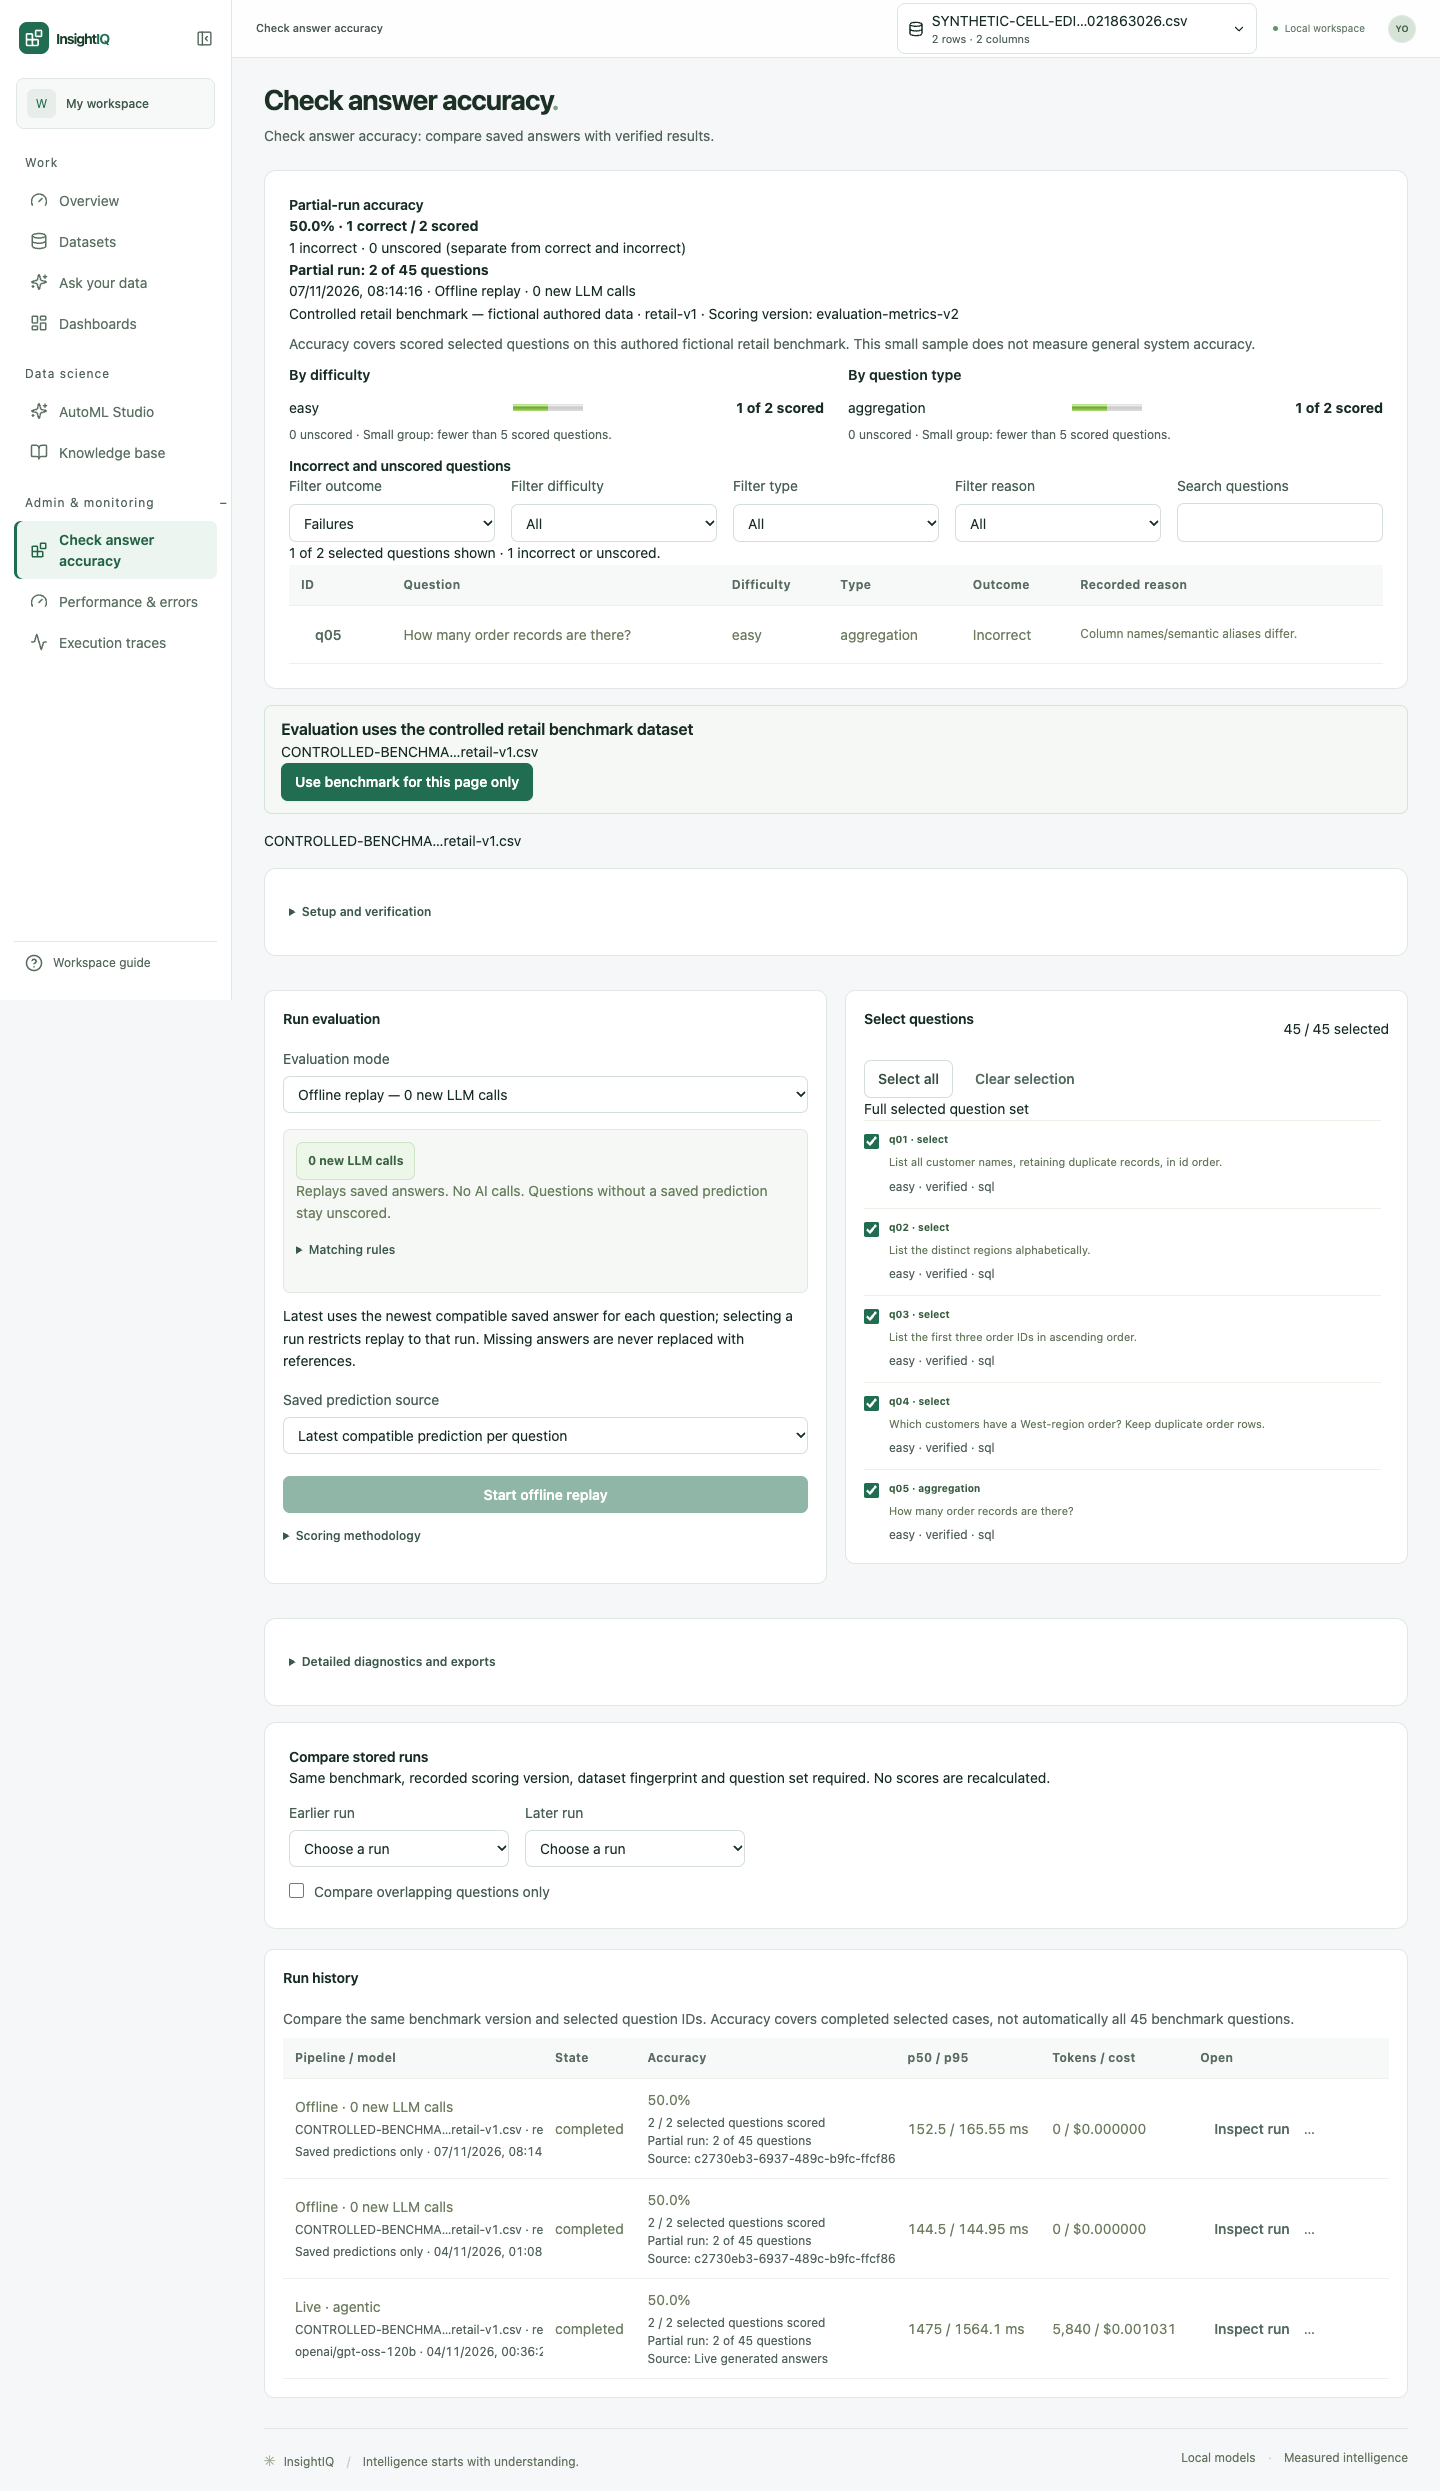 InsightIQ
W My workspace
Work
Overview
Datasets
Ask your data
Dashboards
Data science
AutoML Studio
Knowledge base
Admin & monitoring –
Check answer
accuracy
Performance & errors
Execution traces
Workspace guide
Check answer accuracy
SYNTHETIC-CELL-EDI...021863026.csv
2 rows · 2 columns
Local workspace
YO
Check answer accuracy.
Check answer accuracy: compare saved answers with verified results.
Partial-run accuracy
50.0% · 1 correct / 2 scored
1 incorrect · 0 unscored (separate from correct and incorrect)
Partial run: 2 of 45 questions
07/11/2026, 08:14:16 · Offline replay · 0 new LLM calls
Controlled retail benchmark — fictional authored data · retail-v1 · Scoring version: evaluation-metrics-v2
Accuracy covers scored selected questions on this authored fictional retail benchmark. This small sample does not measure general system accuracy.
By difficulty
easy 1 of 2 scored
0 unscored · Small group: fewer than 5 scored questions.
By question type
aggregation 1 of 2 scored
0 unscored · Small group: fewer than 5 scored questions.
Incorrect and unscored questions
Filter outcome Filter difficulty Filter type Filter reason Search questions
Failures All All All
1 of 2 selected questions shown · 1 incorrect or unscored.
ID Question Difficulty Type Outcome Recorded reason
q05 How many order records are there? easy aggregation Incorrect Column names/semantic aliases differ.
Evaluation uses the controlled retail benchmark dataset
CONTROLLED-BENCHMA...retail-v1.csv
Use benchmark for this page only
CONTROLLED-BENCHMA...retail-v1.csv
Setup and verification
Run evaluation
Evaluation mode
Offline replay — 0 new LLM calls
0 new LLM calls
Replays saved answers. No AI calls. Questions without a saved prediction
stay unscored.
Matching rules
Latest uses the newest compatible saved answer for each question; selecting a
run restricts replay to that run. Missing answers are never replaced with
references.
Saved prediction source
Latest compatible prediction per question
Start offline replay
Scoring methodology
Select questions
45 / 45 selected
Select all Clear selection
Full selected question set
q01 · select
List all customer names, retaining duplicate records, in id order.
easy · verified · sql
q02 · select
List the distinct regions alphabetically.
easy · verified · sql
q03 · select
List the first three order IDs in ascending order.
easy · verified · sql
q04 · select
Which customers have a West-region order? Keep duplicate order rows.
easy · verified · sql
q05 · aggregation
How many order records are there?
easy · verified · sql
Detailed diagnostics and exports
Compare stored runs
Same benchmark, recorded scoring version, dataset fingerprint and question set required. No scores are recalculated.
Earlier run Later run
Choose a run Choose a run
Compare overlapping questions only
Run history
Compare the same benchmark version and selected question IDs. Accuracy covers completed selected cases, not automatically all 45 benchmark questions.
Pipeline / model State Accuracy p50 / p95 Tokens / cost Open
Offline · 0 new LLM calls
CONTROLLED-BENCHMA...retail-v1.csv · re
Saved predictions only · 07/11/2026, 08:14
completed
50.0%
2 / 2 selected questions scored
Partial run: 2 of 45 questions
Source: c2730eb3-6937-489c-b9fc-ffcf86
152.5 / 165.55 ms 0 / $0.000000 Inspect run ...
Offline · 0 new LLM calls
CONTROLLED-BENCHMA...retail-v1.csv · re
Saved predictions only · 04/11/2026, 01:08
completed
50.0%
2 / 2 selected questions scored
Partial run: 2 of 45 questions
Source: c2730eb3-6937-489c-b9fc-ffcf86
144.5 / 144.95 ms 0 / $0.000000 Inspect run ...
Live · agentic
CONTROLLED-BENCHMA...retail-v1.csv · re
openai/gpt-oss-120b · 04/11/2026, 00:36:2
completed
50.0%
2 / 2 selected questions scored
Partial run: 2 of 45 questions
Source: Live generated answers
1475 / 1564.1 ms 5,840 / $0.001031 Inspect run ...
InsightIQ / Intelligence starts with understanding.
Local models · Measured intelligence